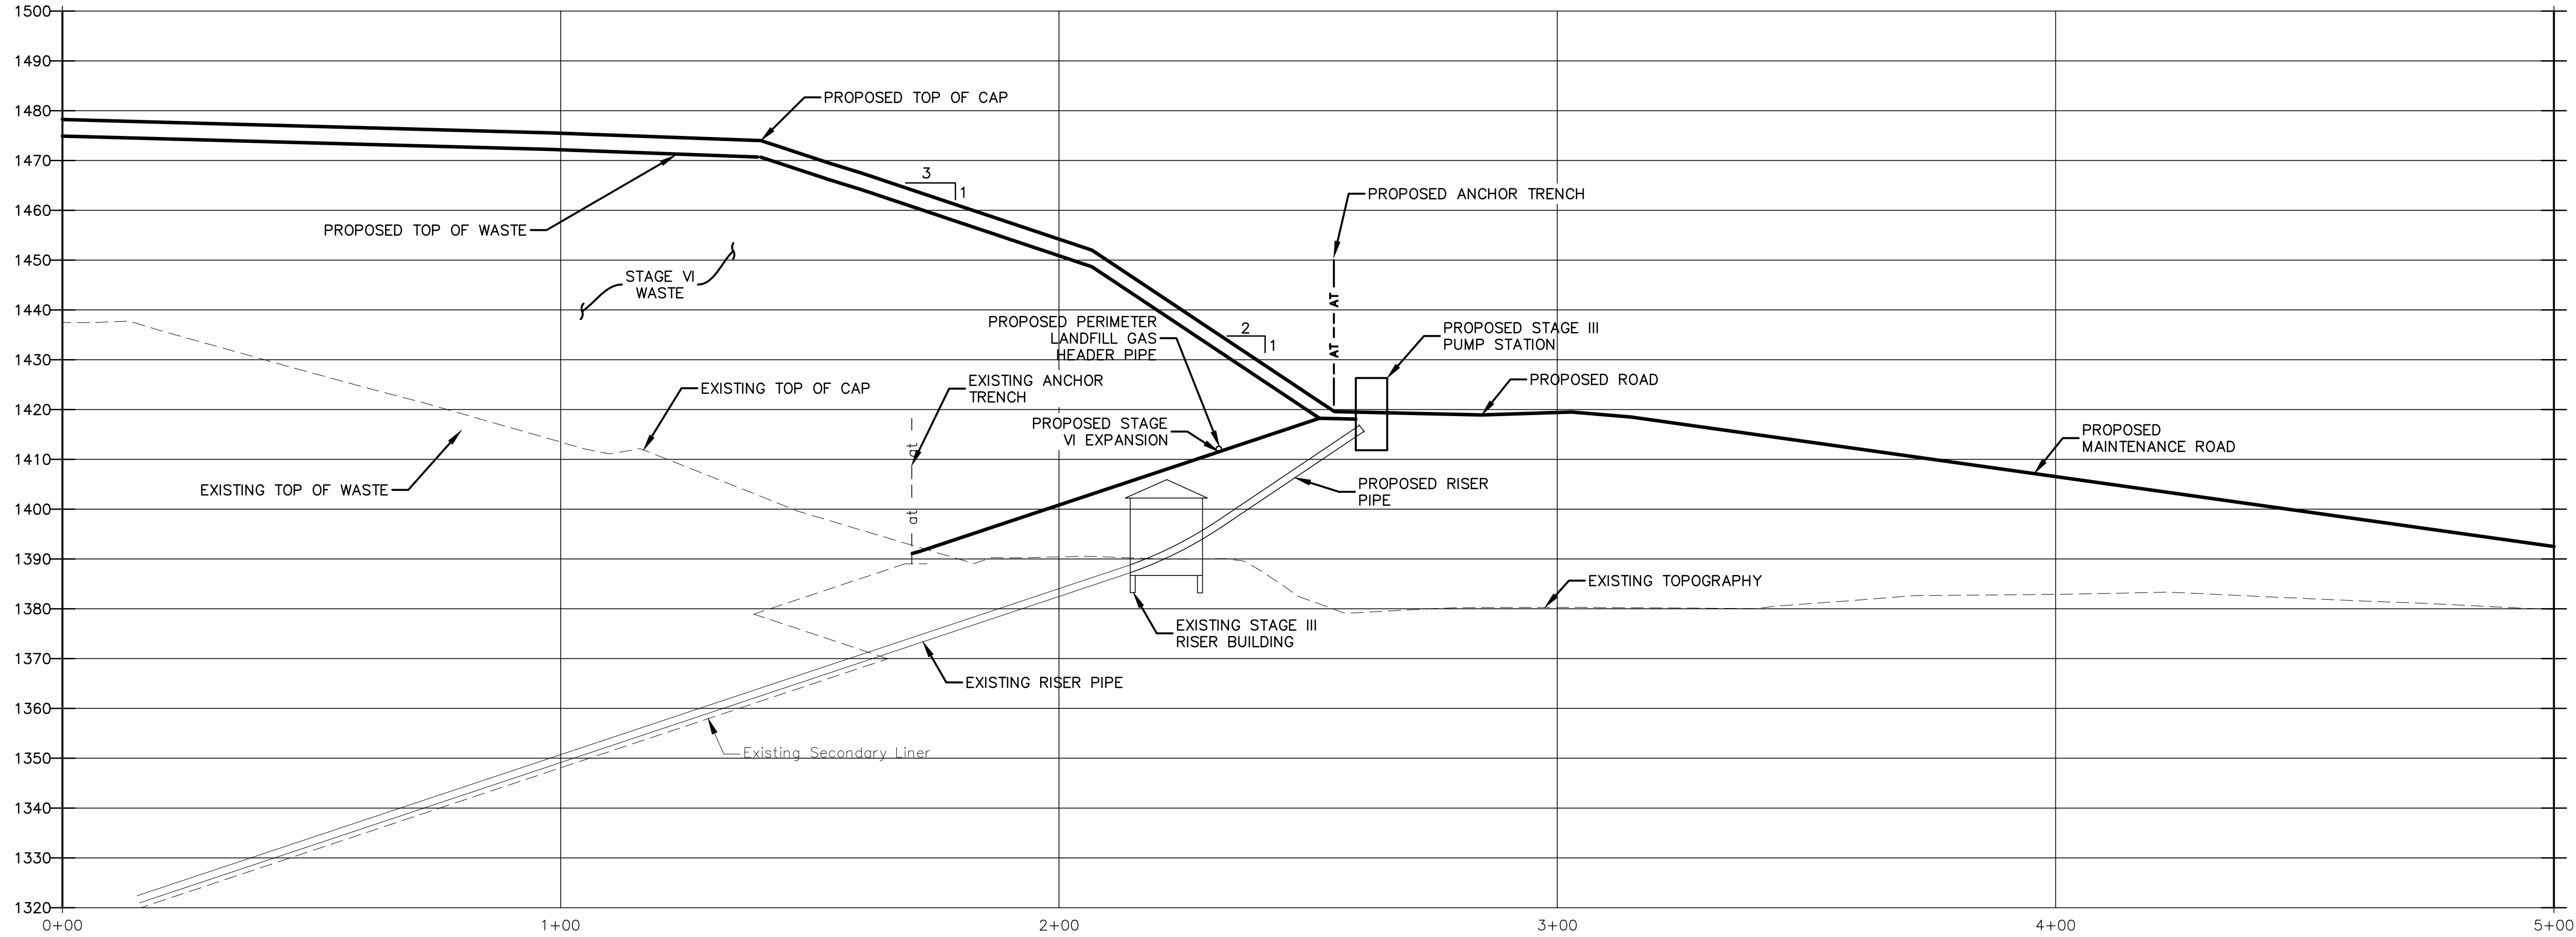 1500
1490
1480
1470
1460
1450
1440
1430
1420
1410
1400
1390
1380
1370
1360
1350
1340
1330
1320
PROPOSED TOP OF CAP
3
1
PROPOSED ANCHOR TRENCH
PROPOSED TOP OF WASTE
STAGE VI
WASTE
AT
AT
PROPOSED PERIMETER
LANDFILL GAS
HEADER PIPE
2
1
PROPOSED STAGE III
PUMP STATION
EXISTING TOP OF CAP
EXISTING ANCHOR
TRENCH
PROPOSED ROAD
PROPOSED STAGE
VI EXPANSION
PROPOSED
MAINTENANCE ROAD
at
at
EXISTING TOP OF WASTE
PROPOSED RISER
PIPE
EXISTING TOPOGRAPHY
EXISTING STAGE III
RISER BUILDING
EXISTING RISER PIPE
Existing Secondary Liner
0+00
1+00
2+00
3+00
4+00
5+00